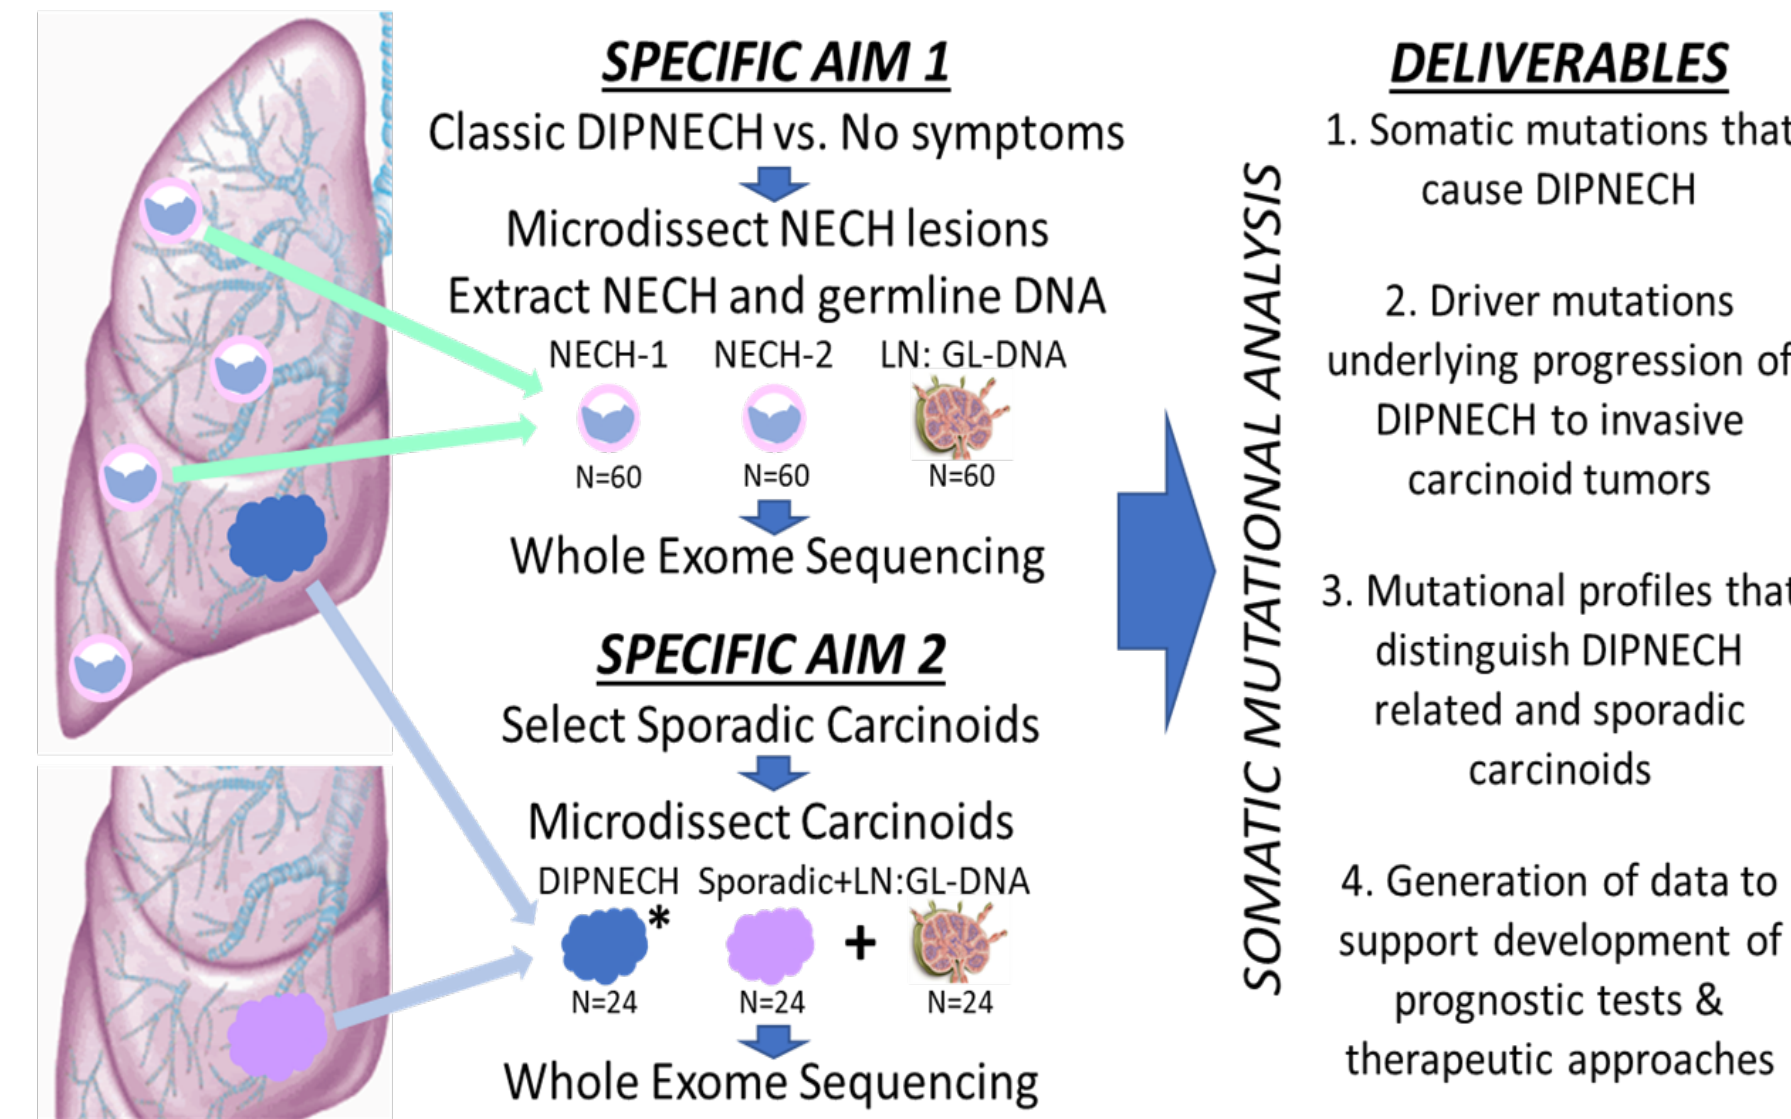 SPECIFIC AIM 1
Classic DIPNECH vs. No symptoms
Microdissect NECH lesions
Extract NECH and germline DNA
NECH-1 NECH-2 LN: GL-DNA
N=60 N=60 N=60
Whole Exome Sequencing
SPECIFIC AIM 2
Select Sporadic Carcinoids
Microdissect Carcinoids
DIPNECH Sporadic+LN:GL-DNA
* +
N=24 N=24 N=24
Whole Exome Sequencing
SOMATIC MUTATIONAL ANALYSIS
DELIVERABLES
1. Somatic mutations that
cause DIPNECH
2. Driver mutations
underlying progression of
DIPNECH to invasive
carcinoid tumors
3. Mutational profiles that
distinguish DIPNECH
related and sporadic
carcinoids
4. Generation of data to
support development of
prognostic tests &
therapeutic approaches